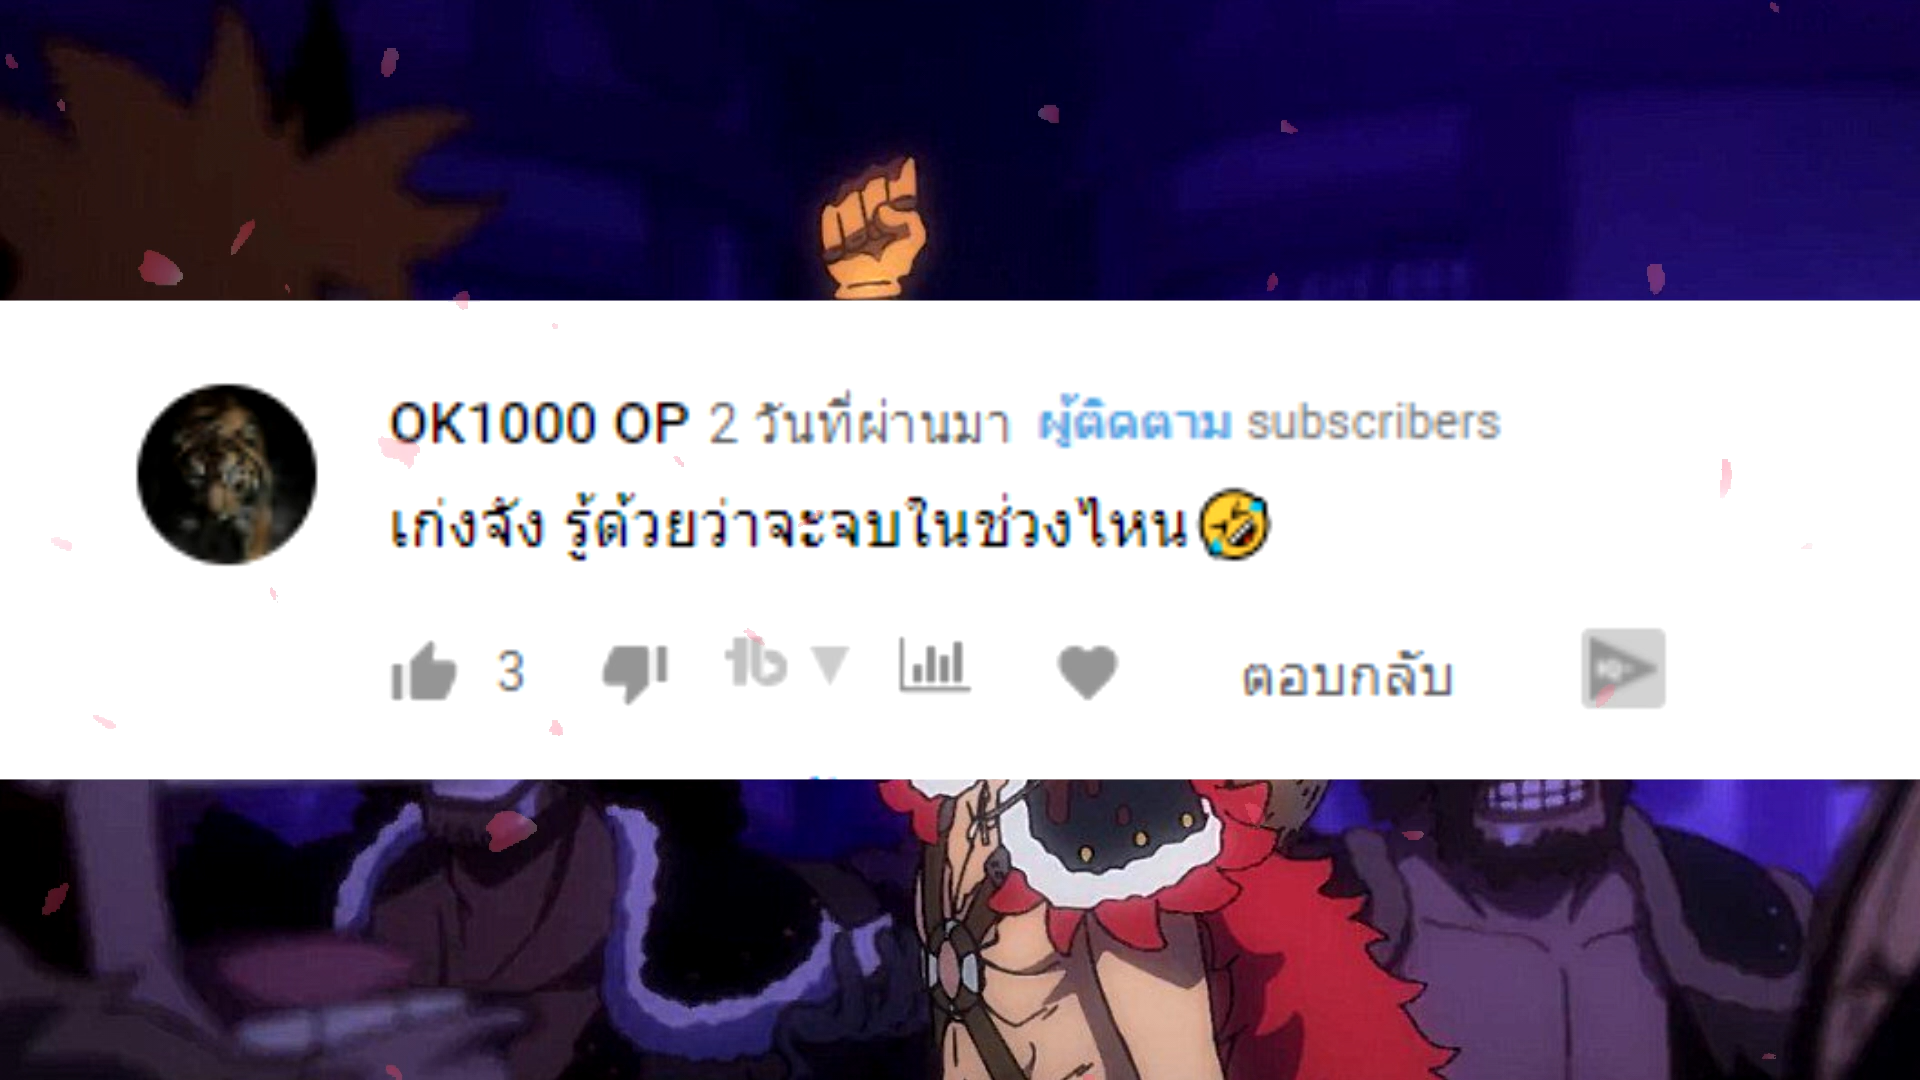 OK1000 OP 2 วันที่ผ่านมา ผู้ติดตาม subscribers
เก่งจัง รู้ด้วยว่าจะจบในช่วงไหน🤣
3 ตอบกลับ